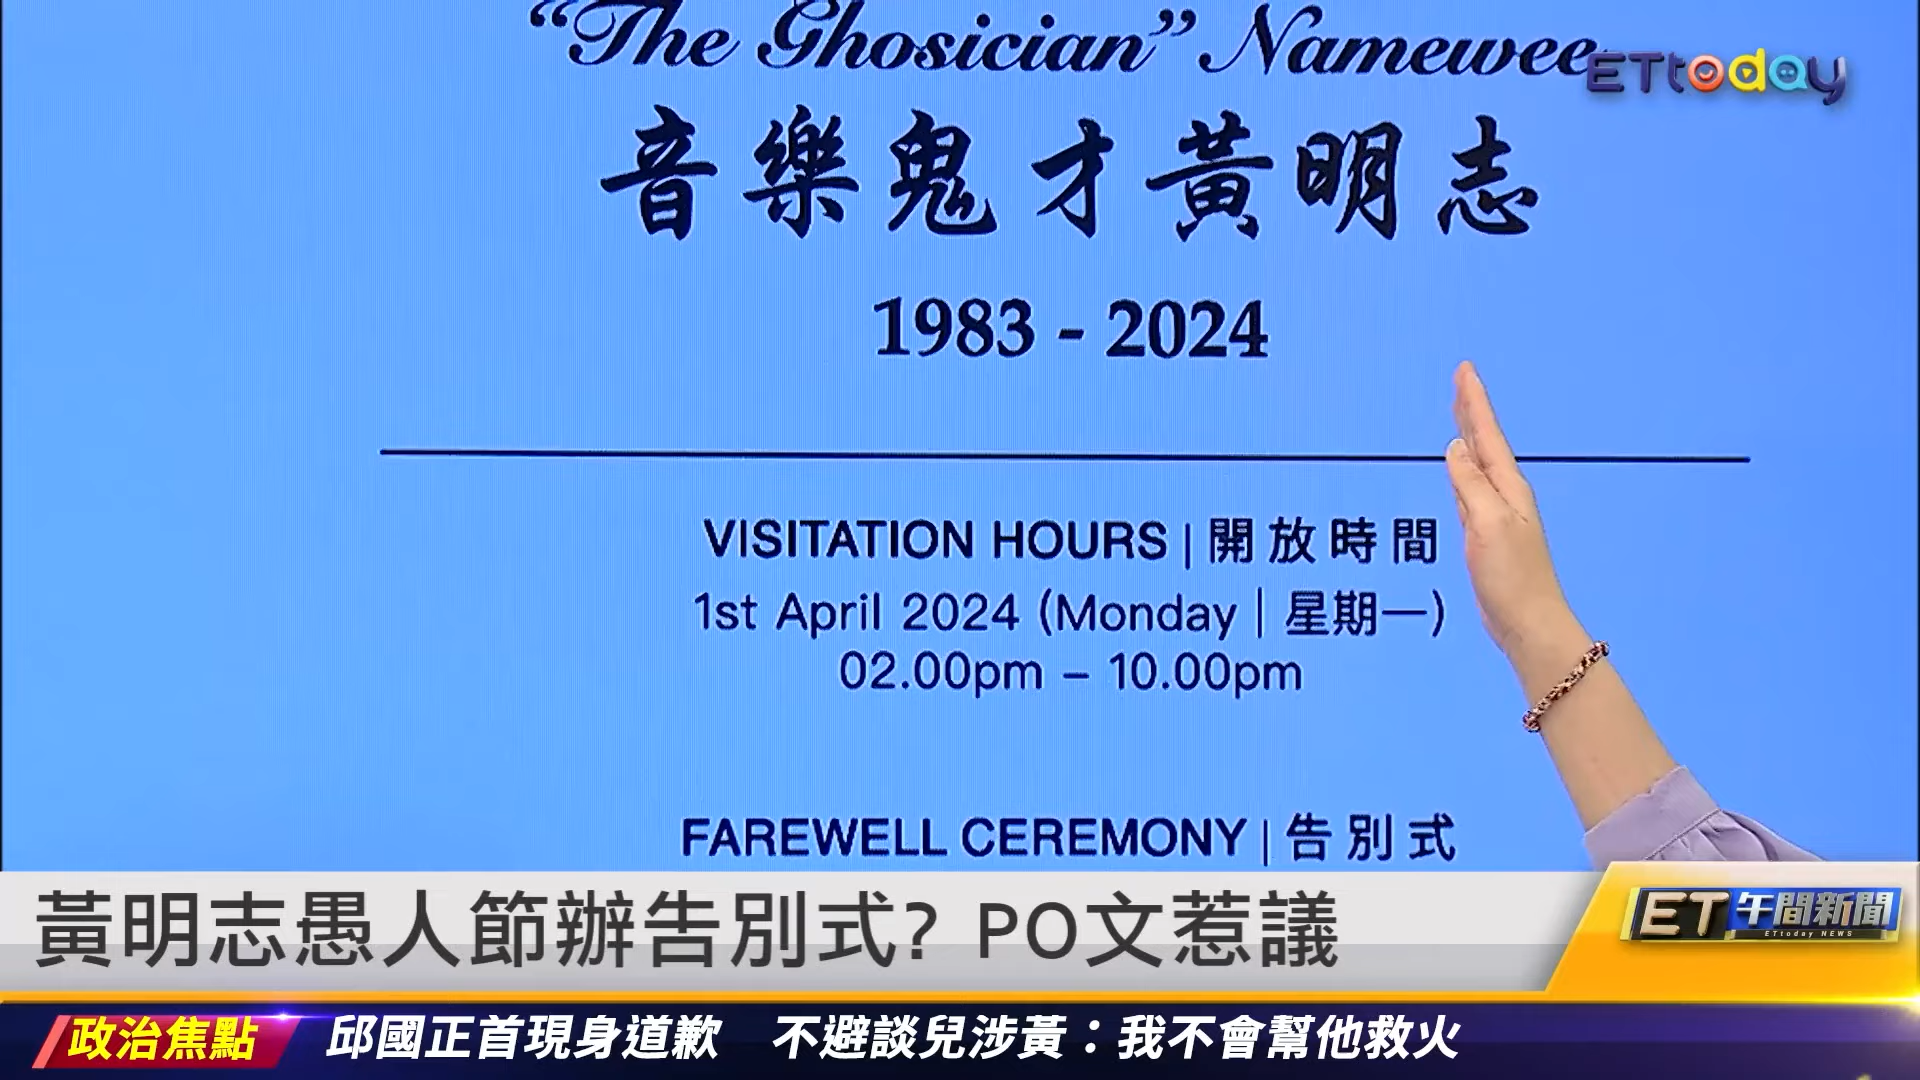 “The Ghosician” Namewee
ETtoday
音樂鬼才黃明志
1983 - 2024
VISITATION HOURS | 開放時間
1st April 2024 (Monday | 星期一)
02.00pm – 10.00pm
FAREWELL CEREMONY | 告別式
黃明志愚人節辦告別式? PO文惹議
ET午間新聞
ETtoday NEWS
政治焦點 邱國正首現身道歉 不避談兒涉黃：我不會幫他救火